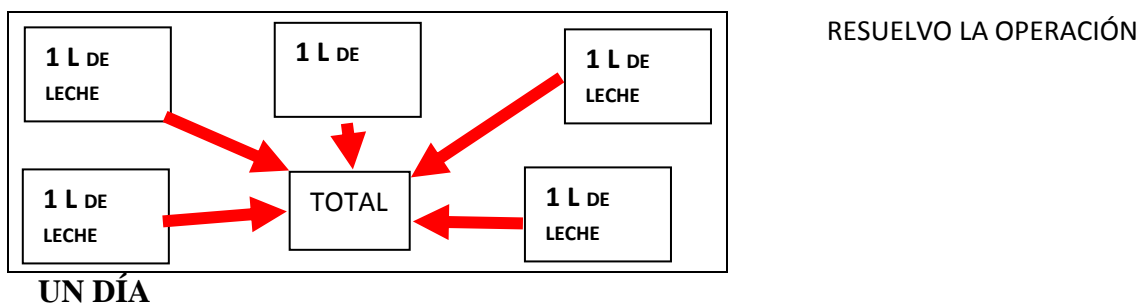 1 L DE
LECHE
1 L DE
1 L DE
LECHE
RESUELVO LA OPERACIÓN
1 L DE
LECHE
TOTAL
1 L DE
LECHE
UN DÍA